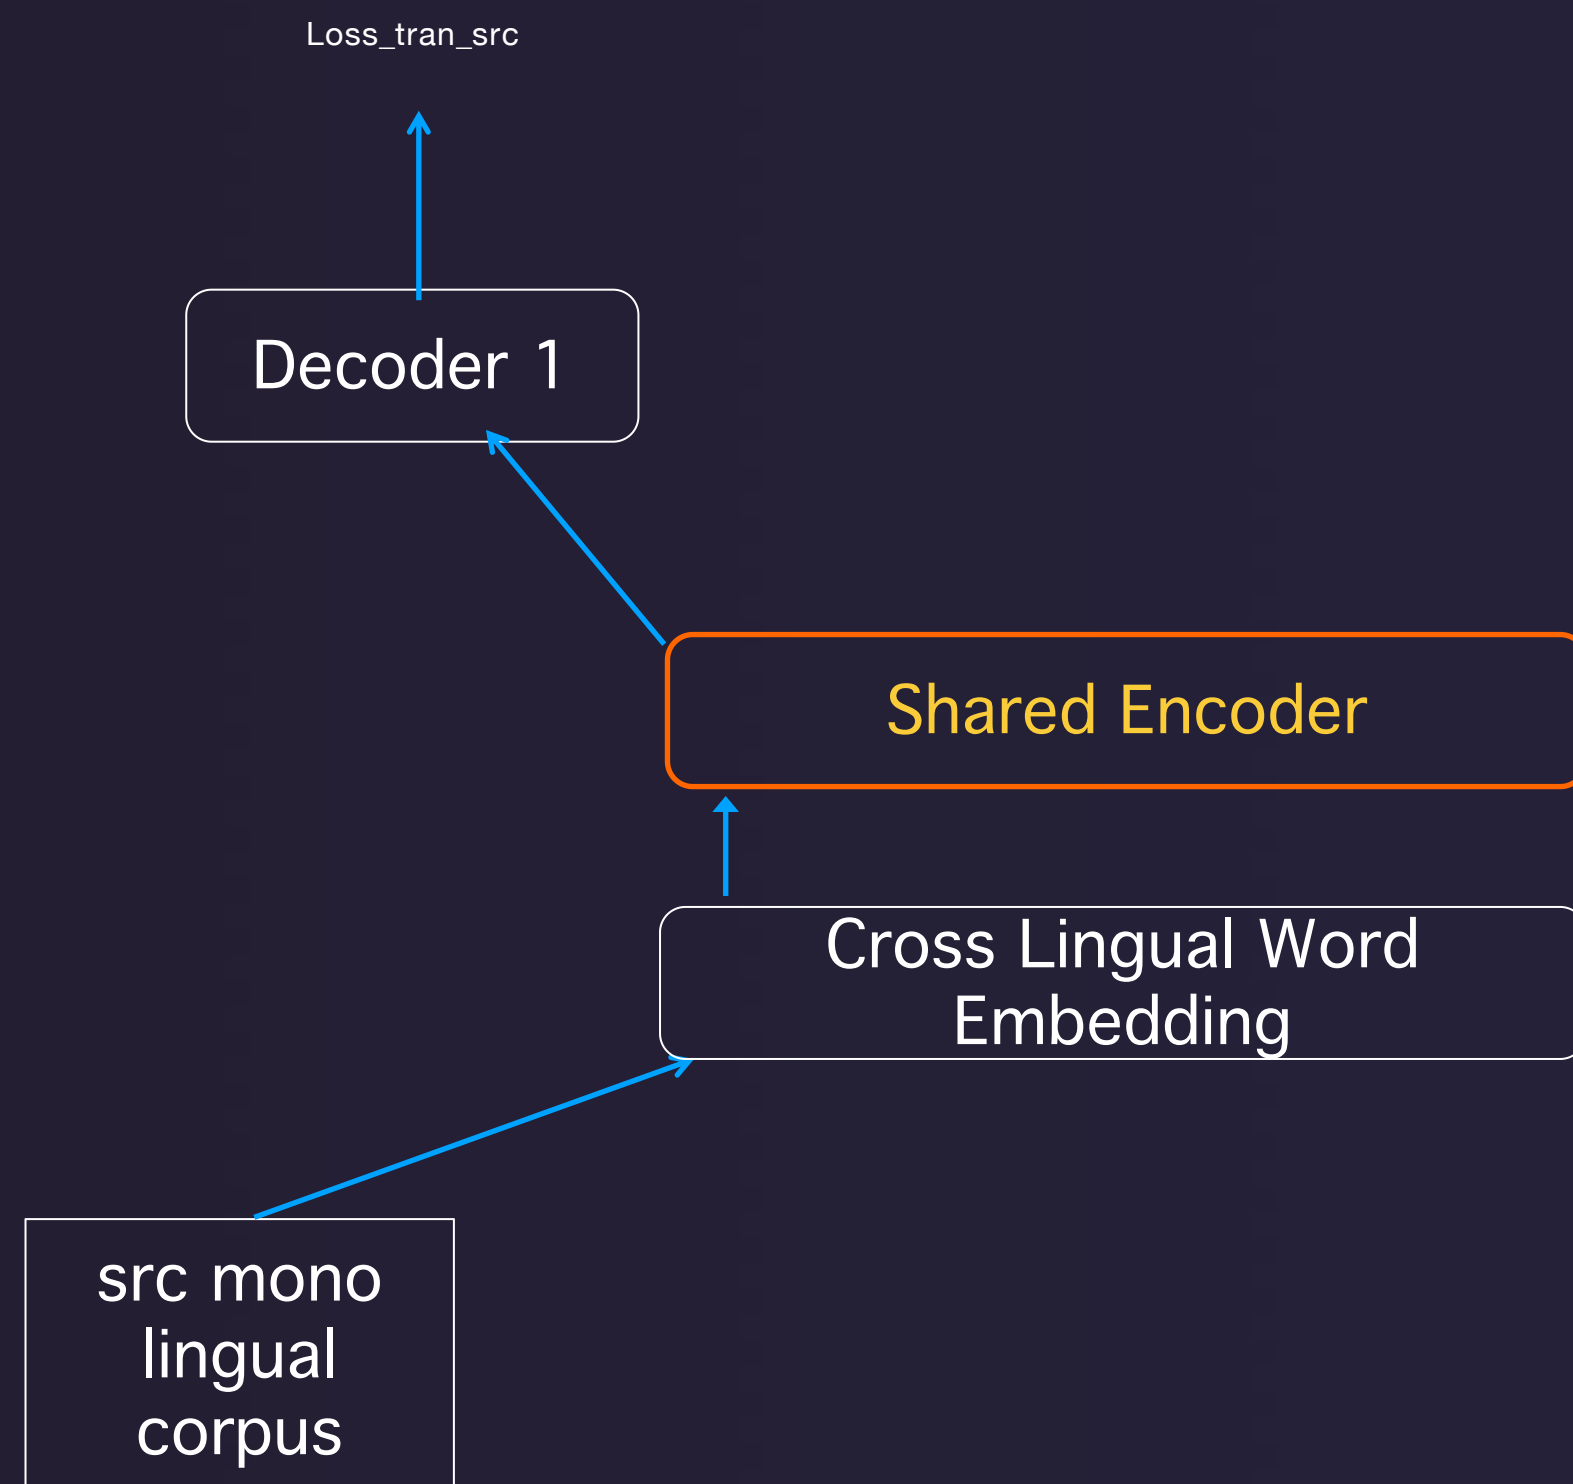 Loss_tran_src
Decoder 1
Shared Encoder
Cross Lingual Word
Embedding
src mono
lingual
corpus